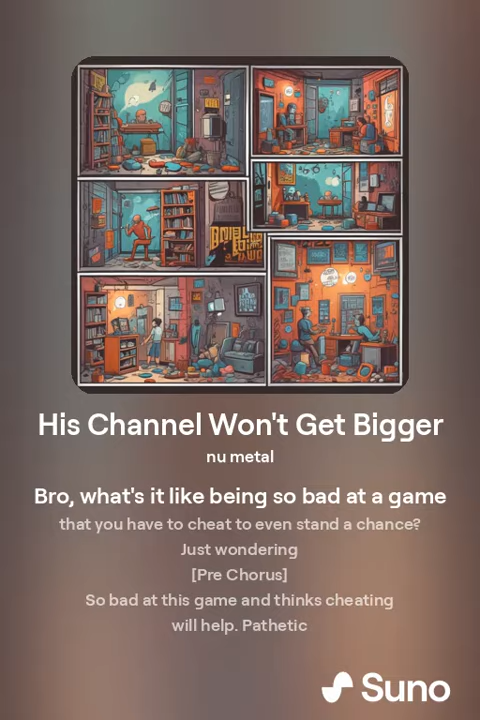 His Channel Won't Get Bigger
nu metal
Bro, what's it like being so bad at a game
that you have to cheat to even stand a chance?
Just wondering
[Pre Chorus]
So bad at this game and thinks cheating
will help. Pathetic
Suno